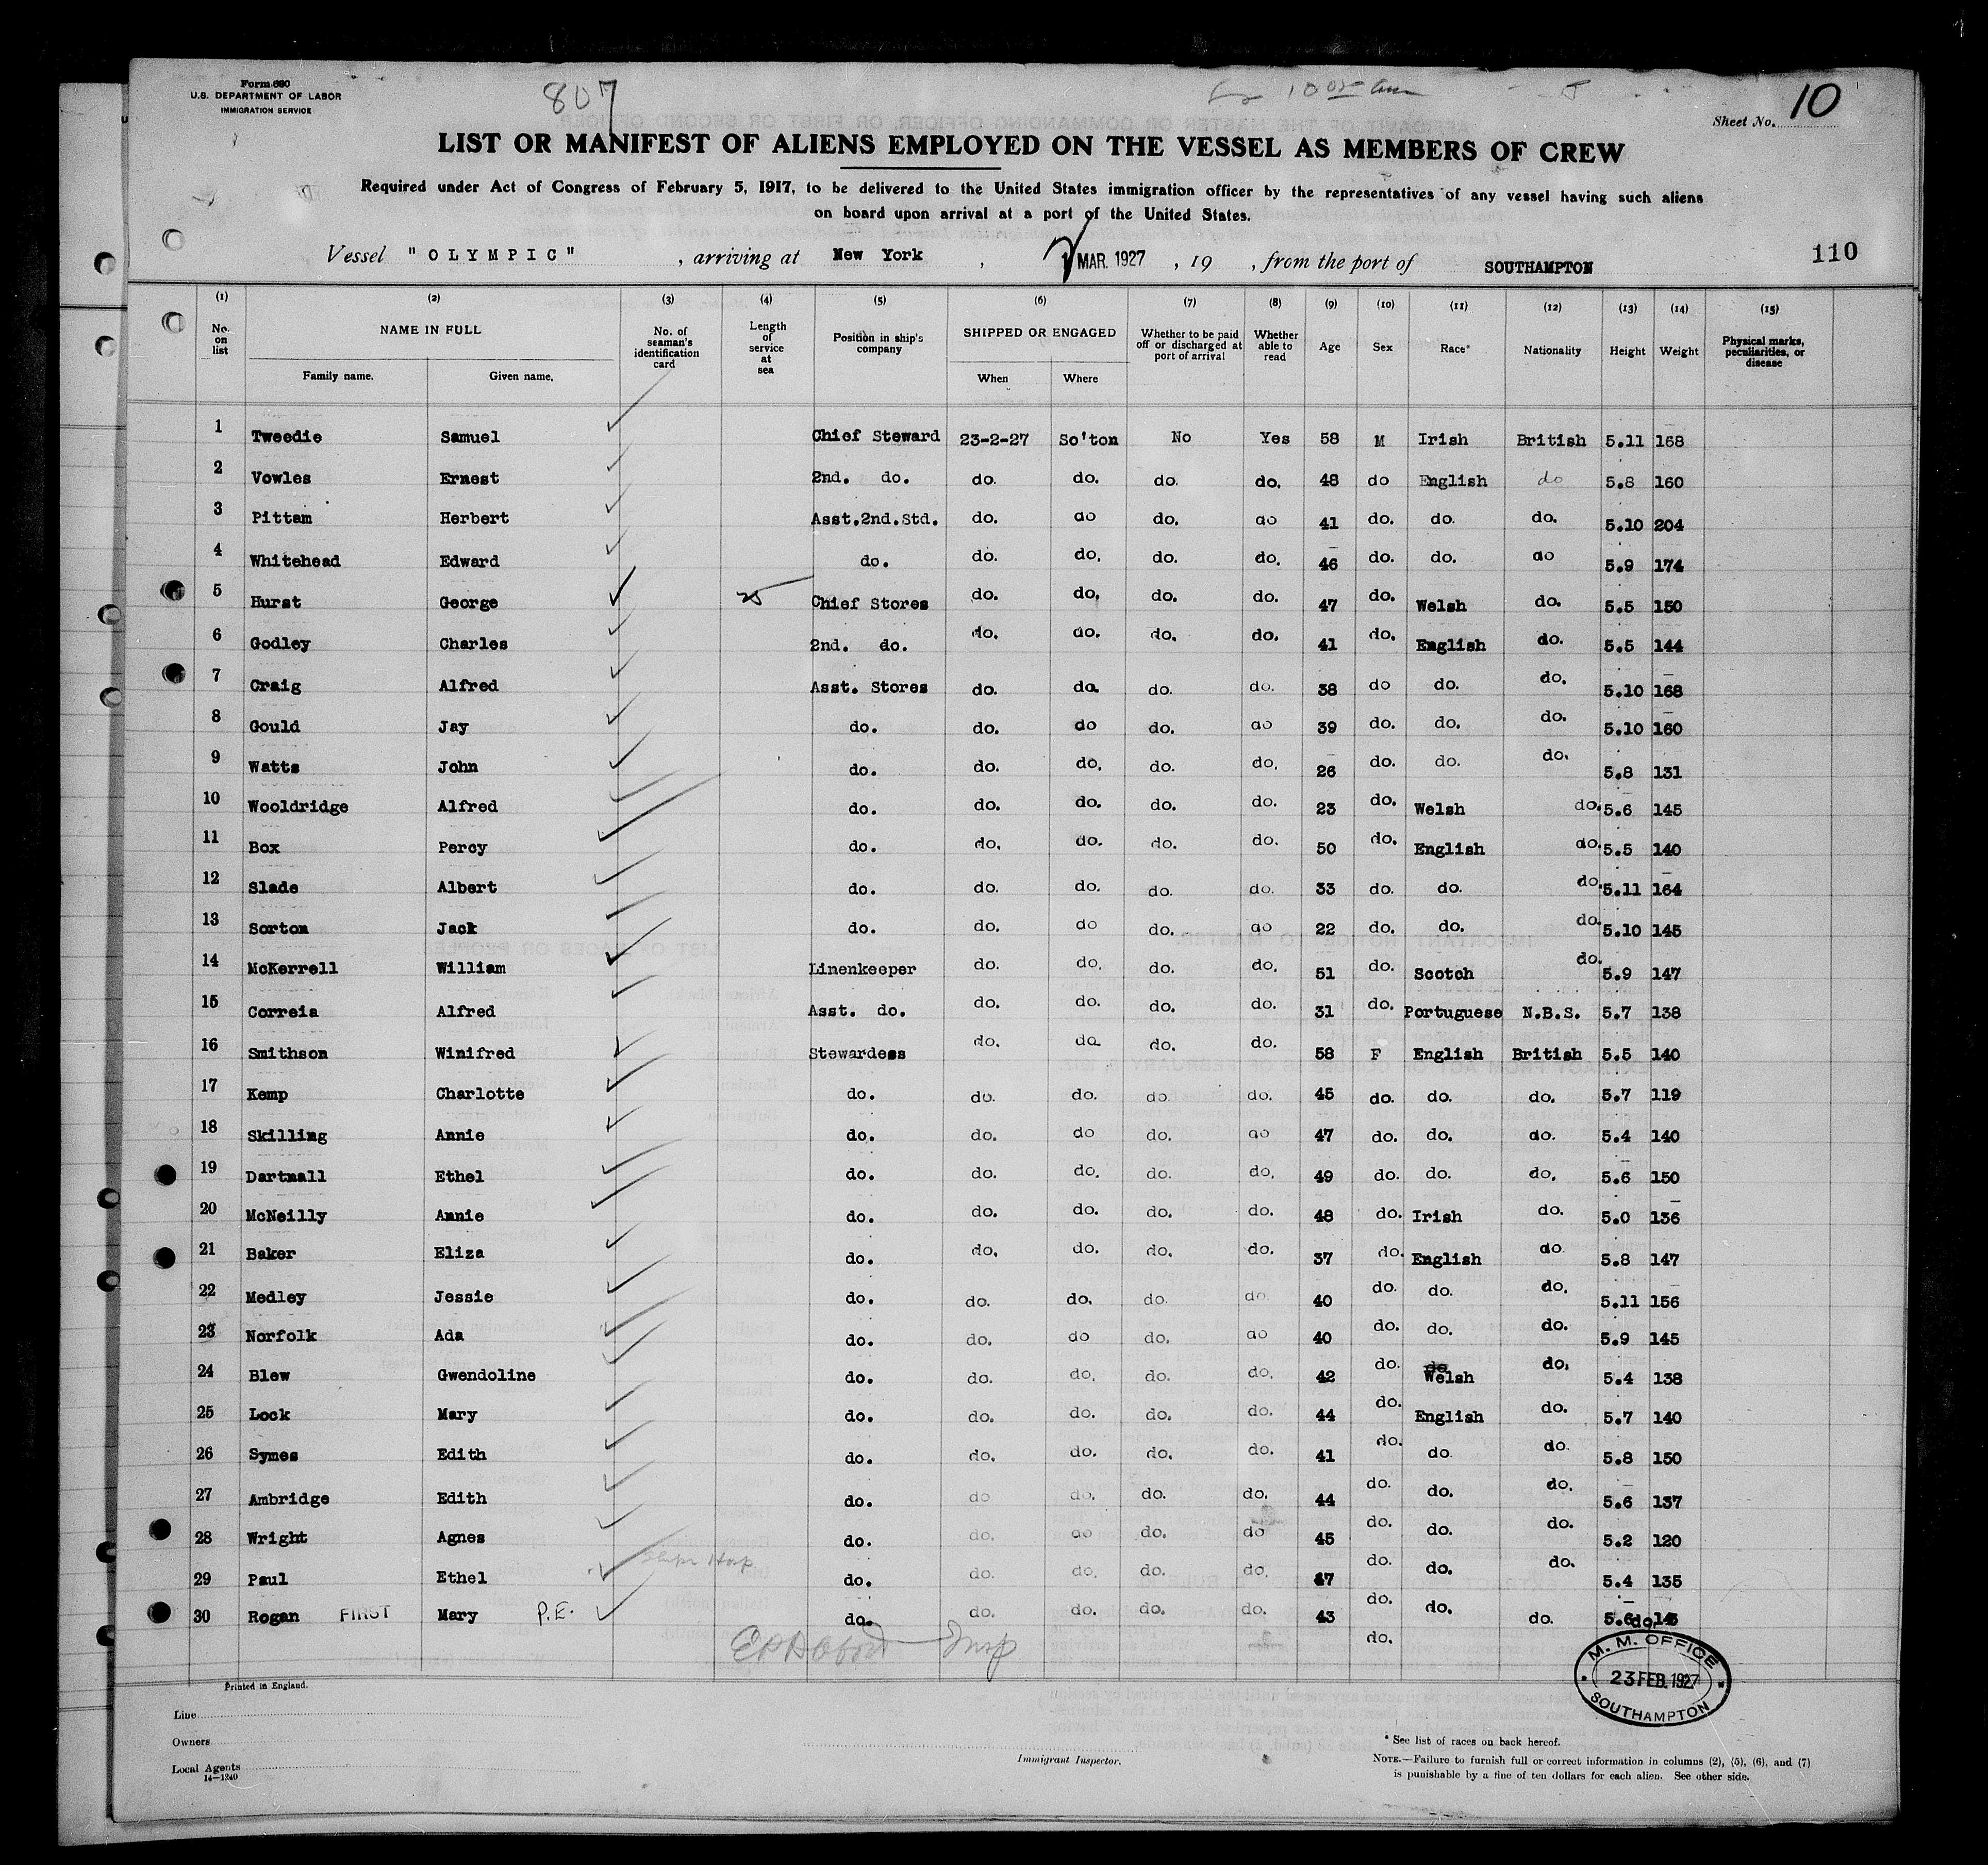 Form 680
U.S. DEPARTMENT OF LABOR
IMMIGRATION SERVICE
807
Sheet No. 10
LIST OR MANIFEST OF ALIENS EMPLOYED ON THE VESSEL AS MEMBERS OF CREW
Required under Act of Congress of February 5, 1917, to be delivered to the United States immigration officer by the representatives of any vessel having such aliens
on board upon arrival at a port of the United States.
Vessel "OLYMPIC" , arriving at New York , 1 MAR. 1927 , 19 , from the port of SOUTHAMPTON 110
(1) (2) (3) (4) (5) (6) (7) (8) (9) (10) (11) (12) (13) (14) (15)
No. on list NAME IN FULL Family name. Given name. No. of seaman's identification card Length of service at sea Position in ship's company SHIPPED OR ENGAGED When Where Whether to be paid off or discharged at port of arrival Whether able to read Age Sex Race* Nationality Height Weight Physical marks, peculiarities, or disease
1 Tweedie Samuel Chief Steward 23-2-27 So'ton No Yes 58 M Irish British 5.11 168
2 Vowles Ernest 2nd. do. do. do. do. do. 48 do English do 5.8 160
3 Pittam Herbert Asst.2nd.Std. do. do do. do 41 do. do. do. 5.10 204
4 Whitehead Edward do. do. do. do. do. 46 do. do. do 5.9 174
5 Hurst George 25 Chief Stores do. do. do. do. 47 do. Welsh do. 5.5 150
6 Godley Charles 2nd. do. do. do. do. do. 41 do. English do. 5.5 144
7 Craig Alfred Asst. Stores do. do. do. do. 38 do do. do. 5.10 168
8 Gould Jay do. do. do do. do 39 do. do. do. 5.10 160
9 Watts John do. do. do. do. do. 26 do. do. do. 5.8 131
10 Wooldridge Alfred do. do. do. do. do. 23 do. Welsh do. 5.6 145
11 Box Percy do. do. do. do. do. 50 do. English do. 5.5 140
12 Slade Albert do. do. do. do. do. 33 do. do. do. 5.11 164
13 Sorton Jack do. do. do do. do 22 do. do. do. 5.10 145
14 McKerrell William Linenkeeper do. do. do. do. 51 do. Scotch do. 5.9 147
15 Correia Alfred Asst. do. do. do. do. do. 31 do. Portuguese N.B.S. 5.7 138
16 Smithson Winifred Stewardess do. do. do. do. 58 F English British 5.5 140
17 Kemp Charlotte do. do. do. do. do. 45 do. do. do. 5.7 119
18 Skilling Annie do. do. do do. do 47 do. do. do. 5.4 140
19 Dartnall Ethel do. do. do. do. do. 49 do. do. do. 5.6 150
20 McNeilly Annie do. do. do. do. do. 48 do. Irish do. 5.0 136
21 Baker Eliza do. do. do. do. do. 37 do. English do 5.8 147
22 Medley Jessie do. do. do. do. do. 40 do. do. do. 5.11 156
23 Norfolk Ada do. do. do do. do 40 do. do. do. 5.9 145
24 Blew Gwendoline do. do. do. do. do. 42 do. do Welsh do. 5.4 138
25 Lock Mary do. do. do. do. do. 44 do. English do. 5.7 140
26 Symes Edith do. do. do. do. do. 41 do. do. do. 5.8 150
27 Ambridge Edith do. do do. do. do. 44 do. do. do. 5.6 137
28 Wright Agnes do. do. do do. do 45 do. do. do. 5.2 120
29 Paul Ethel do. do. do. do. do. 47 do. do. do. 5.4 135
30 Rogan FIRST Mary P.E. do. do. do. do. do. 43 do. do. do. 5.6 145
do. do.
Insp
M. M. OFFICE
23 FEB. 1927
SOUTHAMPTON
Printed in England.
Line
Owners
Local Agents
14-1240
Immigrant Inspector.
* See list of races on back hereof.
NOTE.—Failure to furnish full or correct information in columns (2), (5), (6), and (7)
is punishable by a fine of ten dollars for each alien. See other side.